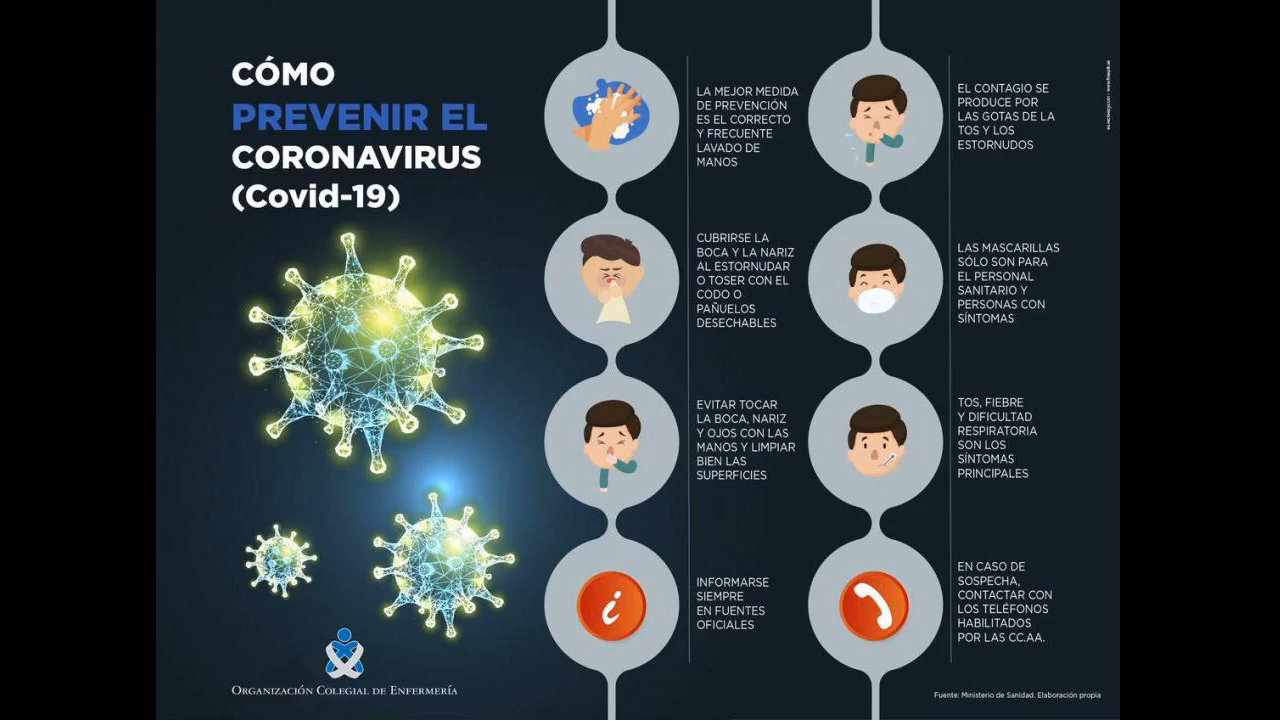 CÓMO
PREVENIR EL
CORONAVIRUS
(Covid-19)
ORGANIZACIÓN COLEGIAL DE ENFERMERÍA
LA MEJOR MEDIDA
DE PREVENCIÓN
ES EL CORRECTO
Y FRECUENTE
LAVADO DE
MANOS
CUBRIRSE LA
BOCA Y LA NARIZ
AL ESTORNUDAR
O TOSER CON EL
CODO O
PAÑUELOS
DESECHABLES
EVITAR TOCAR
LA BOCA, NARIZ
Y OJOS CON LAS
MANOS Y LIMPIAR
BIEN LAS
SUPERFICIES
i
INFORMARSE
SIEMPRE
EN FUENTES
OFICIALES
EL CONTAGIO SE
PRODUCE POR
LAS GOTAS DE LA
TOS Y LOS
ESTORNUDOS
LAS MASCARILLAS
SÓLO SON PARA
EL PERSONAL
SANITARIO Y
PERSONAS CON
SÍNTOMAS
TOS, FIEBRE
Y DIFICULTAD
RESPIRATORIA
SON LOS
SÍNTOMAS
PRINCIPALES
EN CASO DE
SOSPECHA,
CONTACTAR CON
LOS TELÉFONOS
HABILITADOS
POR LAS CC.AA.
Fuente: Ministerio de Sanidad. Elaboración propia